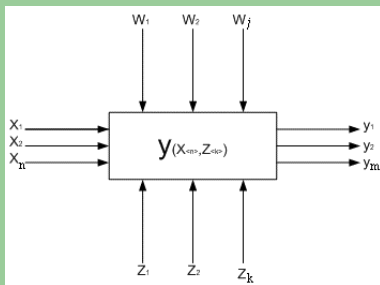 W₁ W₂ Wj
X₁
X₂
Xn
y(X<n>,Z<k>)
y₁
y₂
ym
Z₁ Z₂ Zk